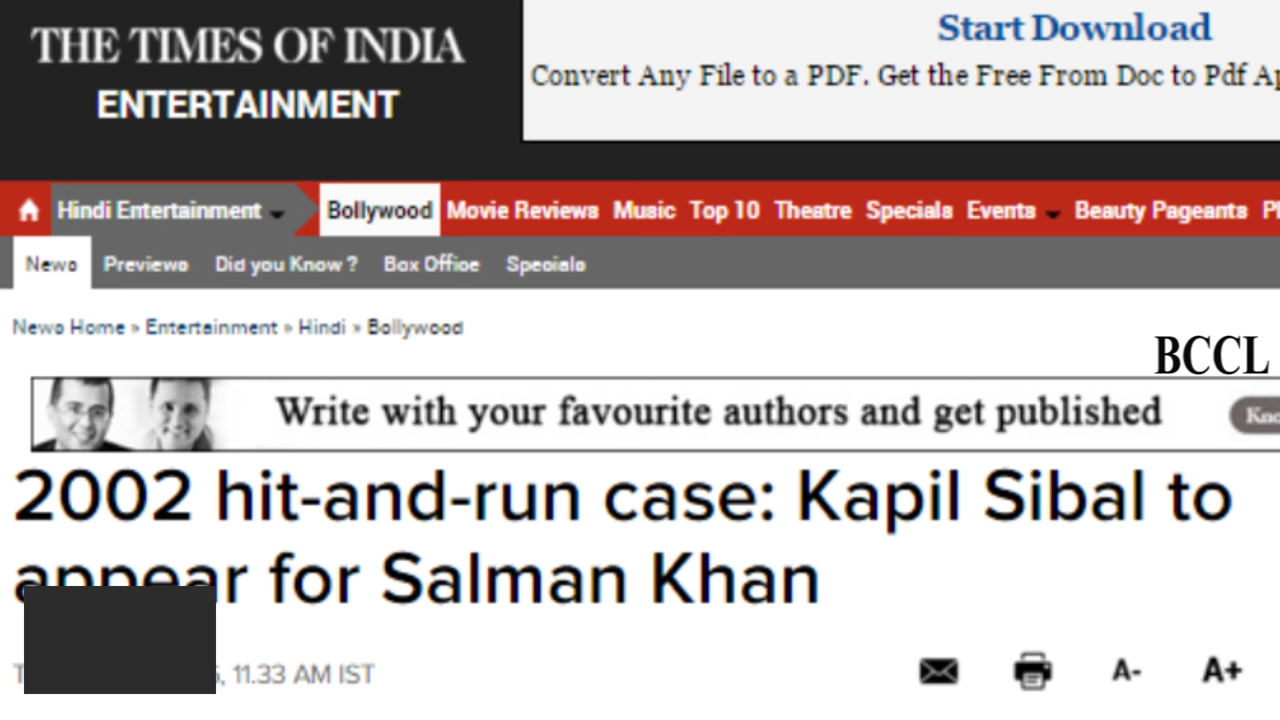 THE TIMES OF INDIA
ENTERTAINMENT
Start Download
Convert Any File to a PDF. Get the Free From Doc to Pdf
Hindi Entertainment Bollywood Movie Reviews Music Top 10 Theatre Specials Events Beauty Pageants
News Previews Did you Know ? Box Office Specials
News Home » Entertainment » Hindi » Bollywood
BCCL
Write with your favourite authors and get published
2002 hit-and-run case: Kapil Sibal to
appear for Salman Khan
, 11.33 AM IST
A- A+